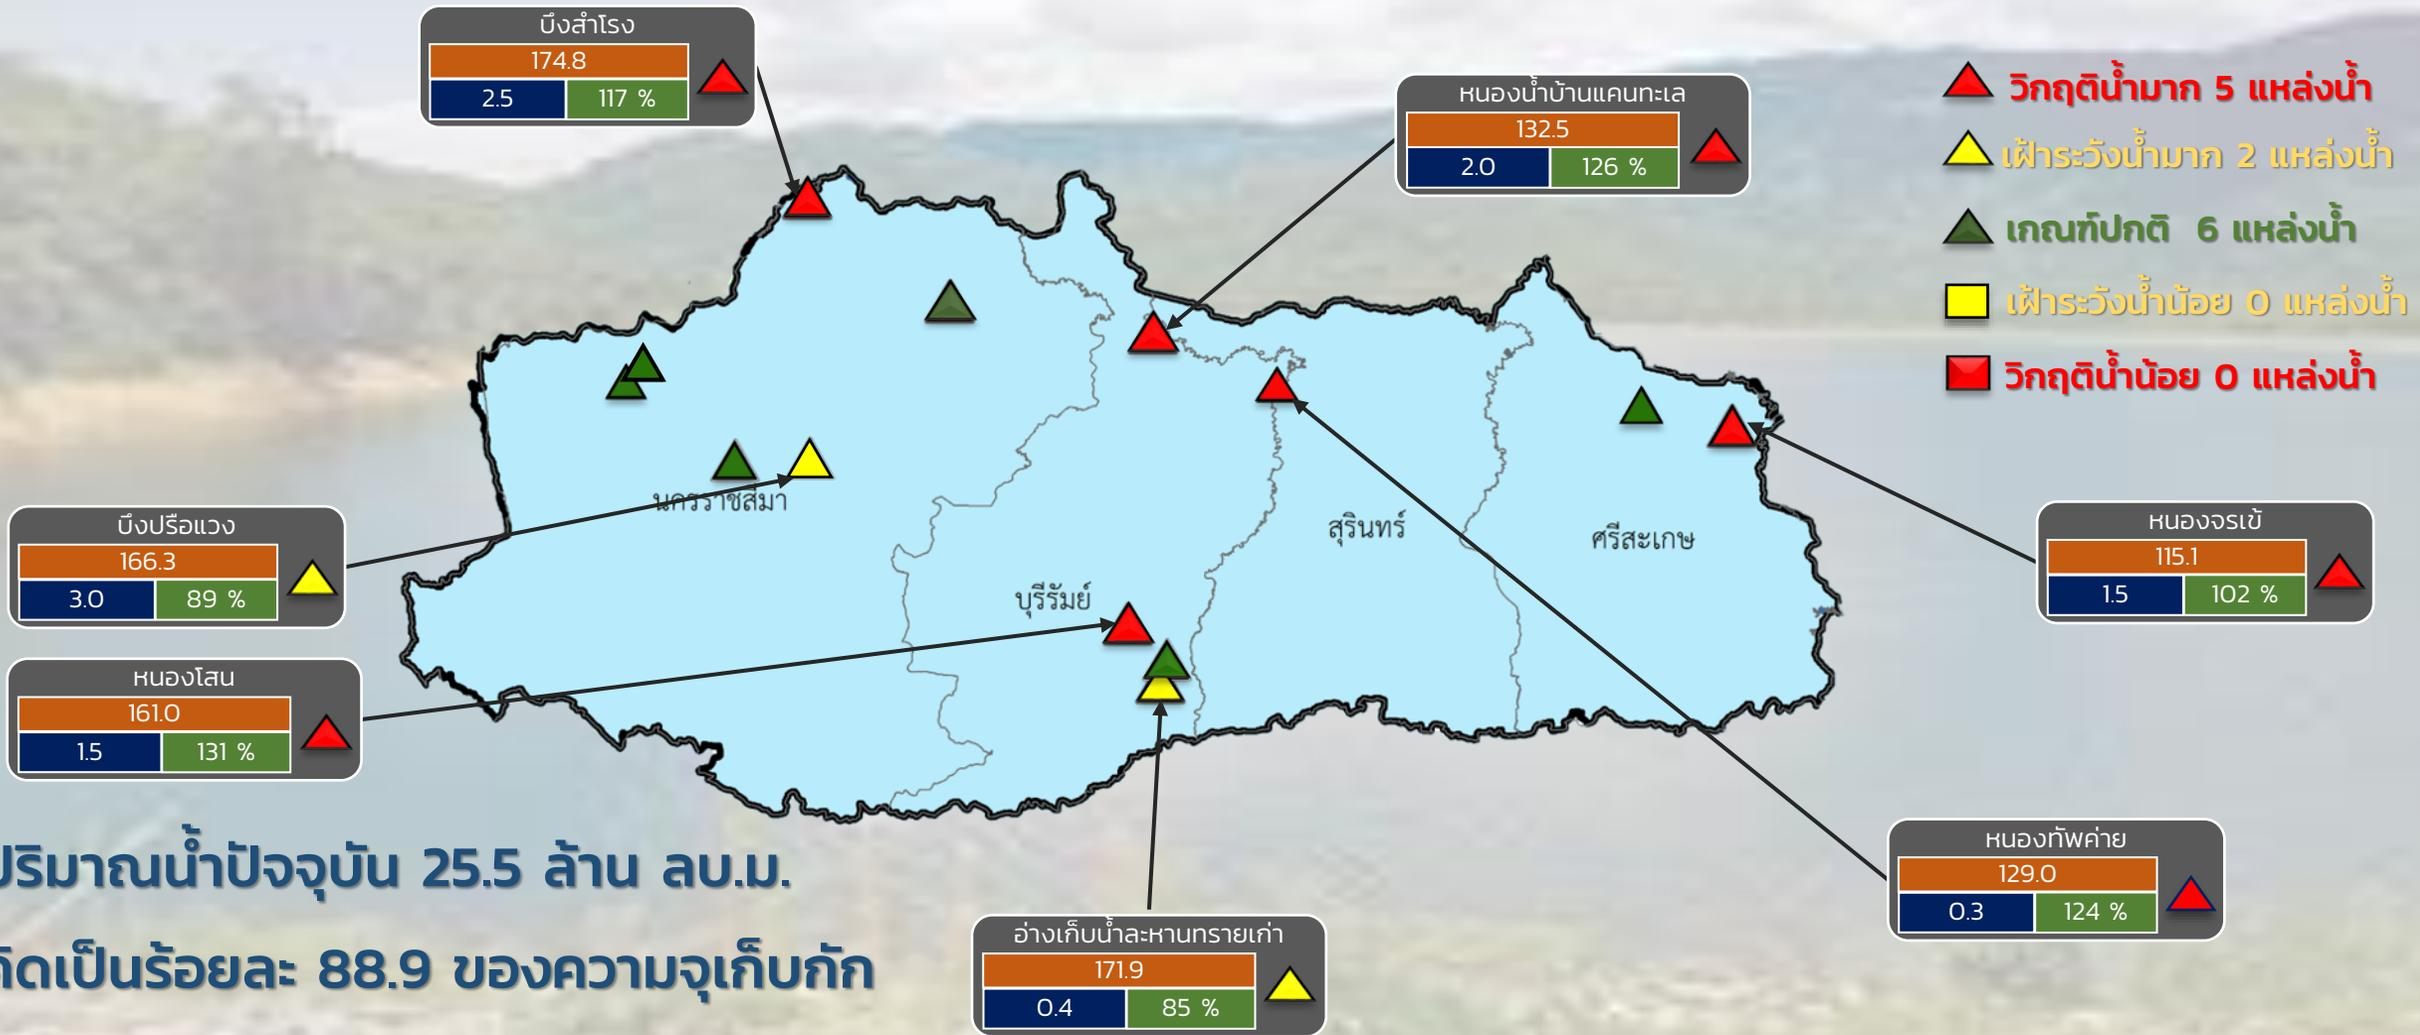 บึงสำโรง
174.8
2.5 117 %
หนองน้ำบ้านแคนทะเล
132.5
2.0 126 %
วิกฤติน้ำมาก 5 แหล่งน้ำ
เฝ้าระวังน้ำมาก 2 แหล่งน้ำ
เกณฑ์ปกติ 6 แหล่งน้ำ
เฝ้าระวังน้ำน้อย 0 แหล่งน้ำ
วิกฤติน้ำน้อย 0 แหล่งน้ำ
นครราชสีมา
บุรีรัมย์
สุรินทร์
ศรีสะเกษ
บึงปรือแวง
166.3
3.0 89 %
หนองจรเข้
115.1
1.5 102 %
หนองโสน
161.0
1.5 131 %
หนองทัพค่าย
129.0
0.3 124 %
ปริมาณน้ำปัจจุบัน 25.5 ล้าน ลบ.ม.
คิดเป็นร้อยละ 88.9 ของความจุเก็บกัก
อ่างเก็บน้ำละหานทรายเก่า
171.9
0.4 85 %